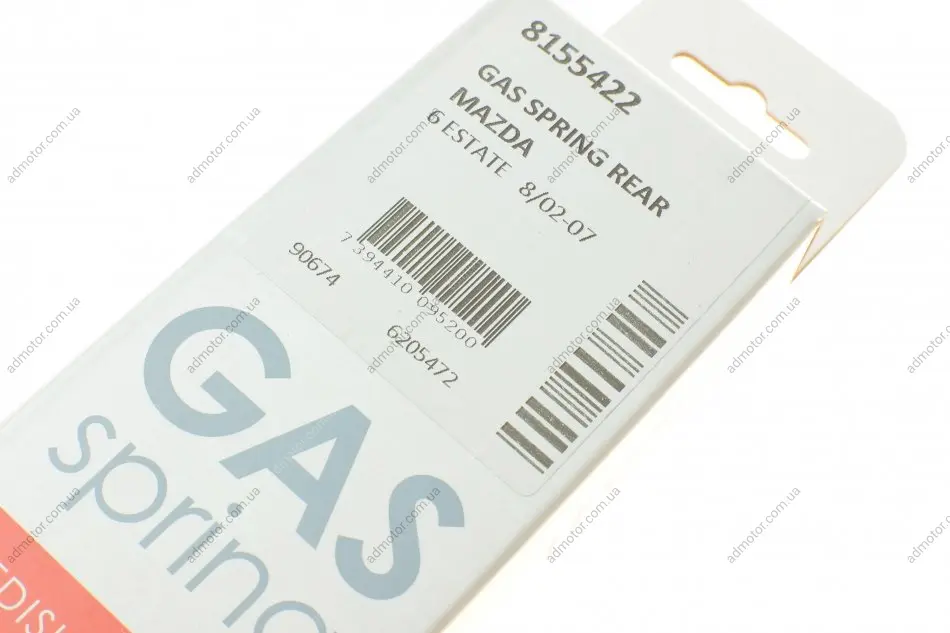 8155422
GAS SPRING REAR
MAZDA
6 ESTATE 8/02-07
7 394410 095200
90674
6205472
GAS
spring
EDISH
admotor.com.ua